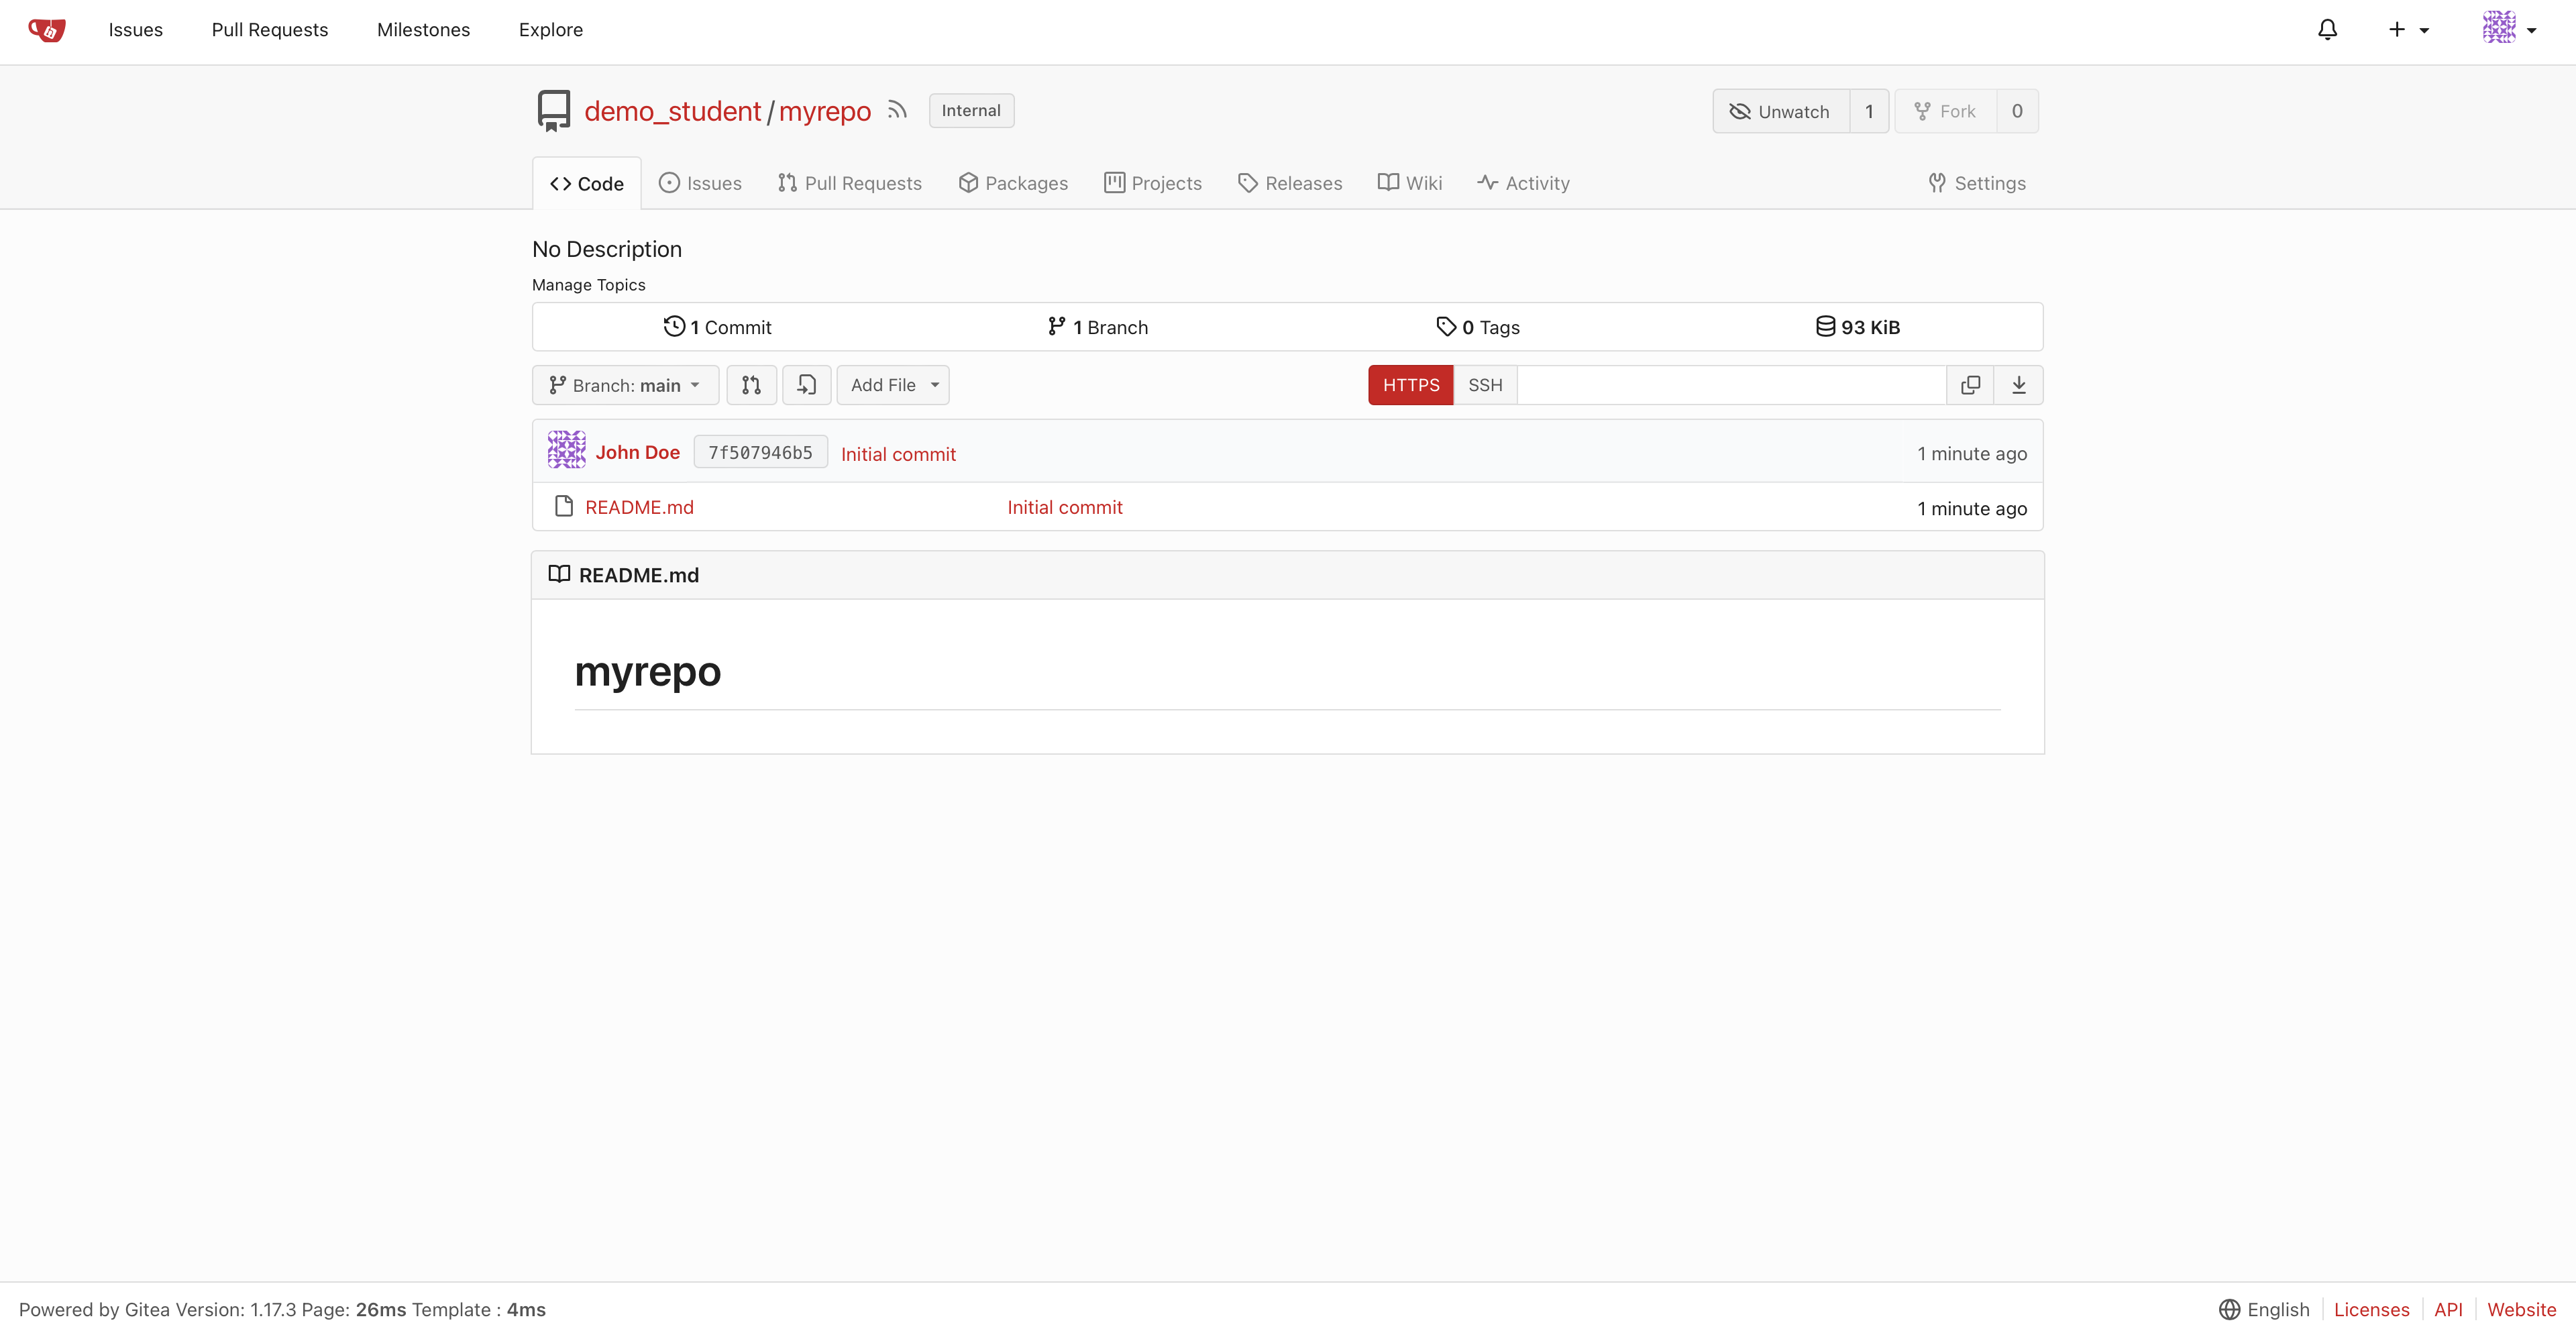 Issues Pull Requests Milestones Explore
demo_student / myrepo Internal Unwatch 1 Fork 0
Code Issues Pull Requests Packages Projects Releases Wiki Activity Settings
No Description
Manage Topics
1 Commit 1 Branch 0 Tags 93 KiB
Branch: main Add File HTTPS SSH
John Doe 7f507946b5 Initial commit 1 minute ago
README.md Initial commit 1 minute ago
README.md
myrepo
Powered by Gitea Version: 1.17.3 Page: 26ms Template : 4ms English Licenses API Website